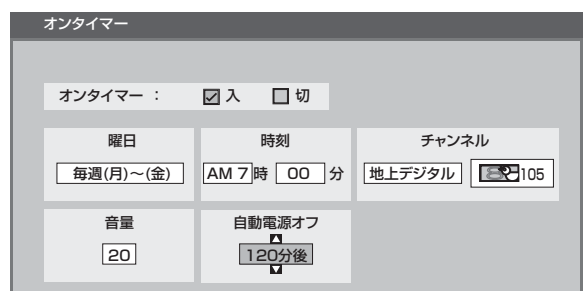 オンタイマー
オンタイマー : 入 切
曜日 時刻 チャンネル
毎週(月)~(金) AM 7 時 00 分 地上デジタル 105
音量 自動電源オフ
20 120分後